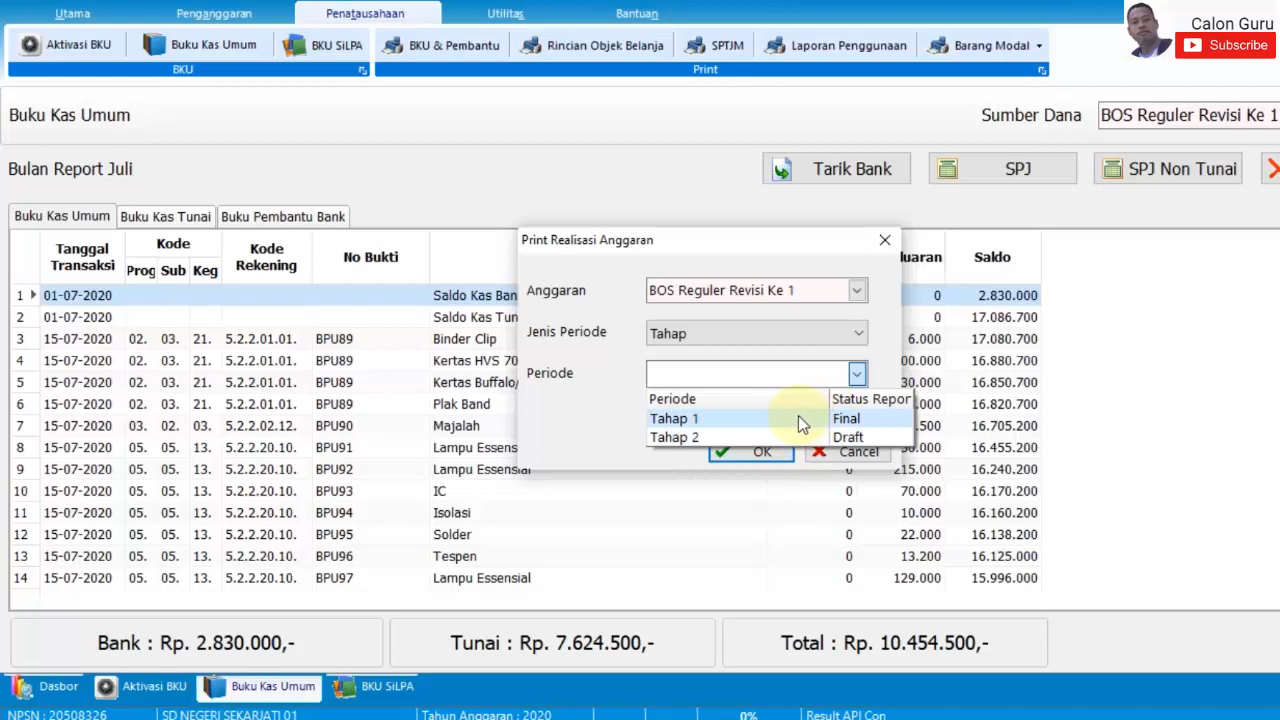 Utama Penganggaran Penatausahaan Utilitas Bantuan
Calon Guru
Subscribe
Aktivasi BKU Buku Kas Umum BKU SiLPA BKU & Pembantu Rincian Objek Belanja SPTJM Laporan Penggunaan Barang Modal
BKU Print
Buku Kas Umum Sumber Dana BOS Reguler Revisi Ke 1
Bulan Report Juli Tarik Bank SPJ SPJ Non Tunai
Buku Kas Umum Buku Kas Tunai Buku Pembantu Bank
Tanggal Transaksi Kode Prog Sub Keg Kode Rekening No Bukti Saldo
Print Realisasi Anggaran
Anggaran BOS Reguler Revisi Ke 1
Jenis Periode Tahap
Periode
Periode Status Repor
Tahap 1 Final
Tahap 2 Draft
OK Cancel
1 01-07-2020 Saldo Kas Ban 0 2.830.000
2 01-07-2020 Saldo Kas Tun 0 17.086.700
3 15-07-2020 02. 03. 21. 5.2.2.01.01. BPU89 Binder Clip 6.000 17.080.700
4 15-07-2020 02. 03. 21. 5.2.2.01.01. BPU89 Kertas HVS 70 16.880.700
5 15-07-2020 02. 03. 21. 5.2.2.01.01. BPU89 Kertas Buffalo/ 16.850.700
6 15-07-2020 02. 03. 21. 5.2.2.01.01. BPU89 Plak Band 16.820.700
7 15-07-2020 03. 02. 03. 5.2.2.02.12. BPU90 Majalah 16.705.200
8 15-07-2020 05. 05. 13. 5.2.2.20.10. BPU91 Lampu Essens 16.455.200
9 15-07-2020 05. 05. 13. 5.2.2.20.10. BPU92 Lampu Essensial 0 215.000 16.240.200
10 15-07-2020 05. 05. 13. 5.2.2.20.10. BPU93 IC 0 70.000 16.170.200
11 15-07-2020 05. 05. 13. 5.2.2.20.10. BPU94 Isolasi 0 10.000 16.160.200
12 15-07-2020 05. 05. 13. 5.2.2.20.10. BPU95 Solder 0 22.000 16.138.200
13 15-07-2020 05. 05. 13. 5.2.2.20.10. BPU96 Tespen 0 13.200 16.125.000
14 15-07-2020 05. 05. 13. 5.2.2.20.10. BPU97 Lampu Essensial 0 129.000 15.996.000
Bank : Rp. 2.830.000,- Tunai : Rp. 7.624.500,- Total : Rp. 10.454.500,-
Dasbor Aktivasi BKU Buku Kas Umum BKU SiLPA
NPSN : 20508326 SD NEGERI SEKARJATI 01 Tahun Anggaran : 2020 0% Result API Con